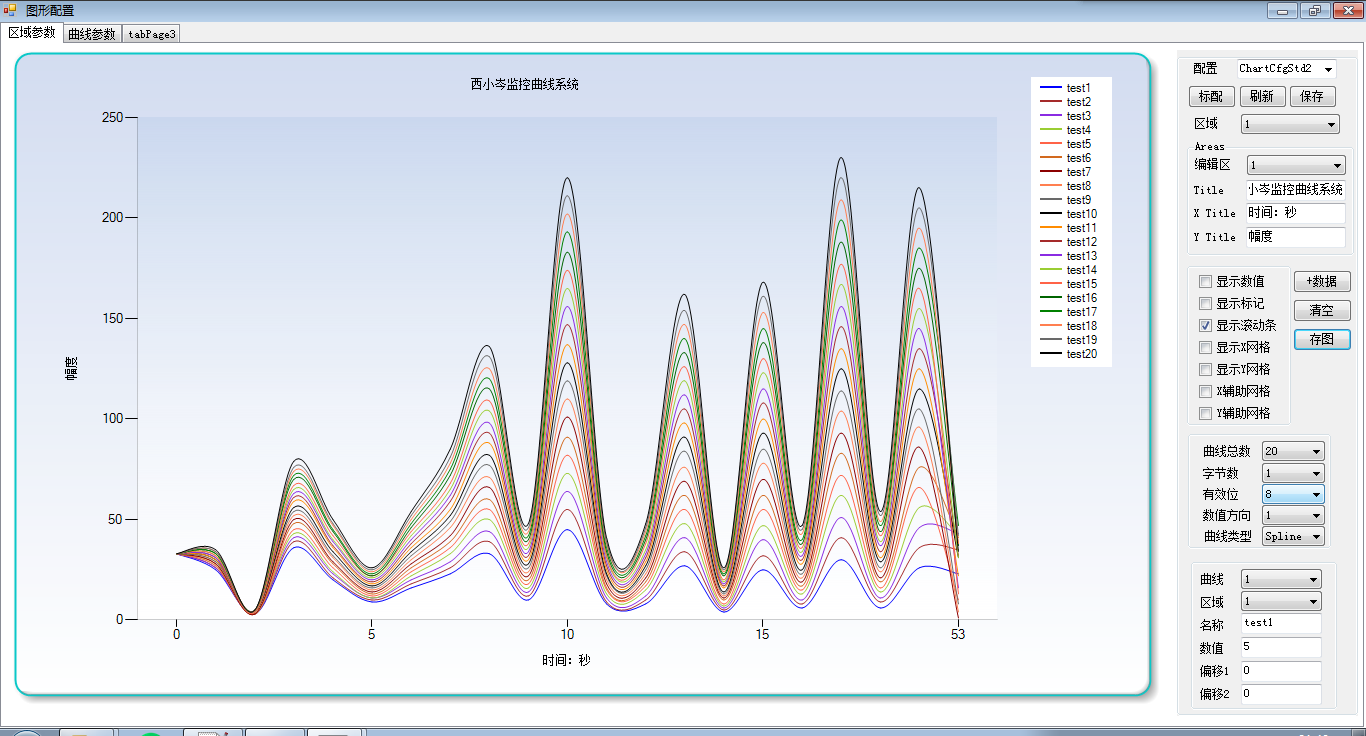 图形配置
区域参数 曲线参数 tabPage3
西小岑监控曲线系统
250
200
150
100
50
0
幅度
0 5 10 15 53
时间：秒
test1
test2
test3
test4
test5
test6
test7
test8
test9
test10
test11
test12
test13
test14
test15
test16
test17
test18
test19
test20
配置 ChartCfgStd2
标配 刷新 保存
区域 1
Areas
编辑区 1
Title 小岑监控曲线系统
X Title 时间：秒
Y Title 幅度
显示数值 +数据
显示标记 清空
显示滚动条 存图
显示X网格
显示Y网格
X辅助网格
Y辅助网格
曲线总数 20
字节数 1
有效位 8
数值方向 1
曲线类型 Spline
曲线 1
区域 1
名称 test1
数值 5
偏移1 0
偏移2 0